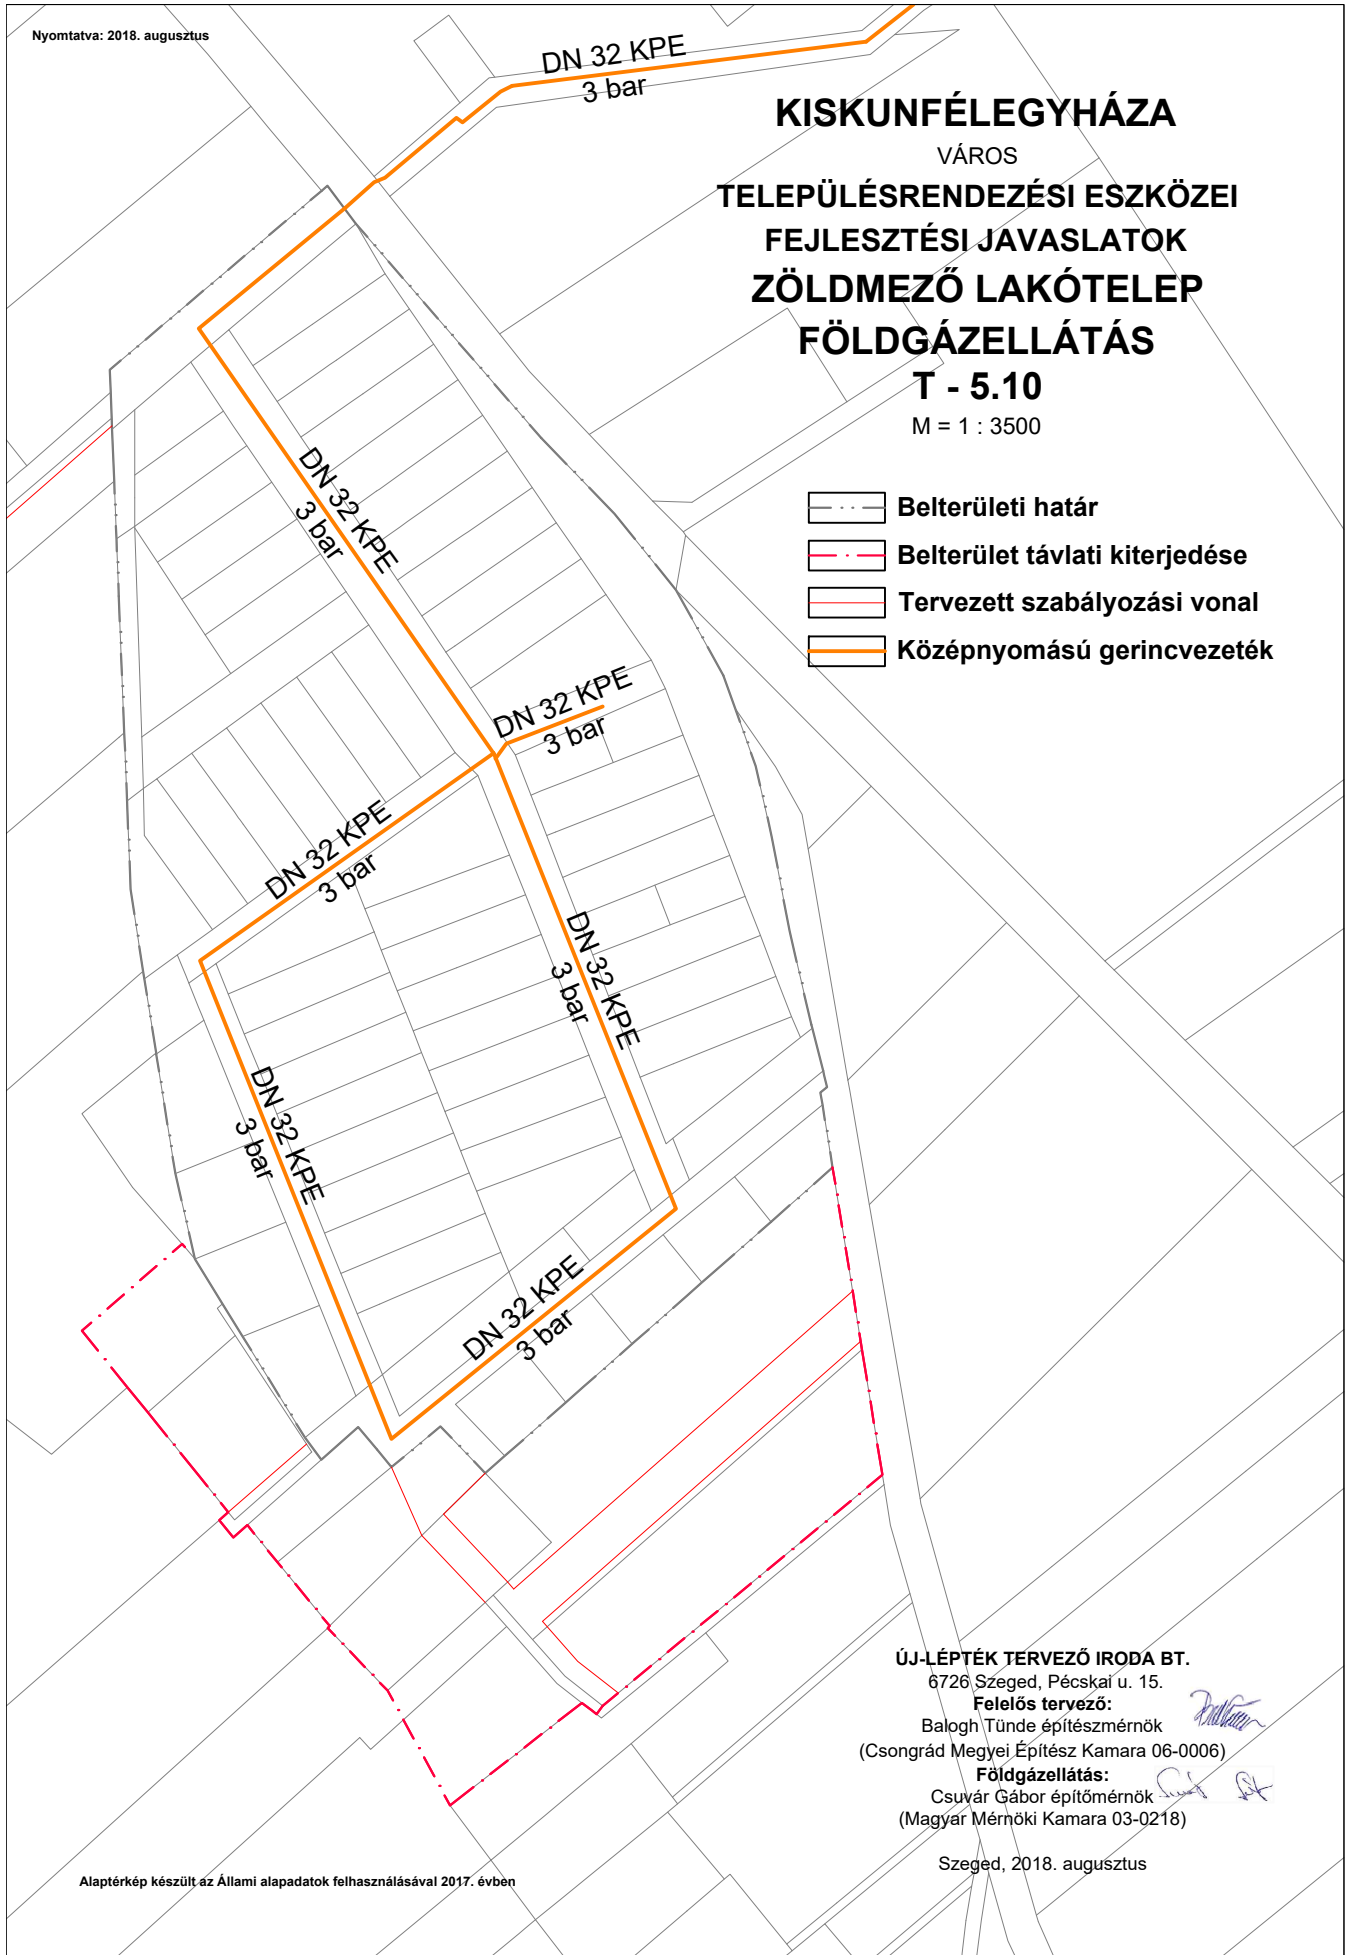 Nyomtatva: 2018. augusztus
DN 32 KPE
3 bar
KISKUNFÉLEGYHÁZA
VÁROS
TELEPÜLÉSRENDEZÉSI ESZKÖZEI
FEJLESZTÉSI JAVASLATOK
ZÖLDMEZŐ LAKÓTELEP
FÖLDGÁZELLÁTÁS
T - 5.10
M = 1 : 3500
Belterületi határ
Belterület távlati kiterjedése
Tervezett szabályozási vonal
Középnyomású gerincvezeték
DN 32 KPE
3 bar
DN 32 KPE
3 bar
DN 32 KPE
3 bar
DN 32 KPE
3 bar
DN 32 KPE
3 bar
DN 32 KPE
3 bar
ÚJ-LÉPTÉK TERVEZŐ IRODA BT.
6726 Szeged, Pécskai u. 15.
Felelős tervező:
Balogh Tünde építészmérnök
(Csongrád Megyei Építész Kamara 06-0006)
Földgázellátás:
Csuvár Gábor építőmérnök
(Magyar Mérnöki Kamara 03-0218)
Szeged, 2018. augusztus
Alaptérkép készült az Állami alapadatok felhasználásával 2017. évben